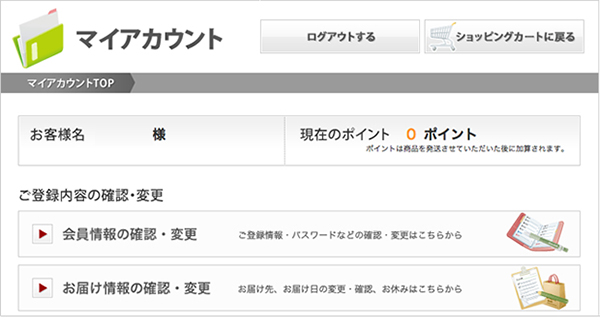 マイアカウント
ログアウトする
ショッピングカートに戻る
マイアカウントTOP
お客様名 様
現在のポイント 0 ポイント
ポイントは商品を発送させていただいた後に加算されます。
ご登録内容の確認・変更
会員情報の確認・変更 ご登録情報・パスワードなどの確認・変更はこちらから
お届け情報の確認・変更 お届け先、お届け日の変更・確認、お休みはこちらから